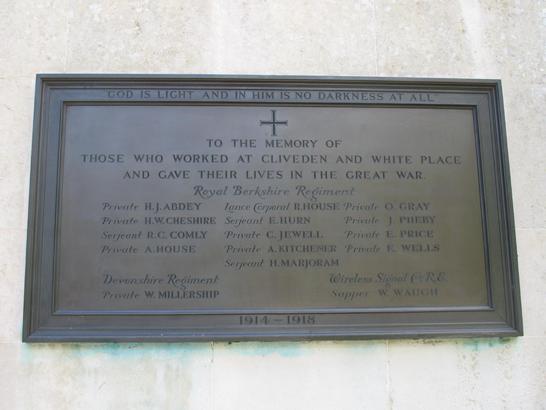 "GOD IS LIGHT AND IN HIM IS NO DARKNESS AT ALL"
TO THE MEMORY OF
THOSE WHO WORKED AT CLIVEDEN AND WHITE PLACE
AND GAVE THEIR LIVES IN THE GREAT WAR.
Royal Berkshire Regiment
Private H.J. ABBEY Lance Corporal R. HOUSE Private O. GRAY
Private H.W. CHESHIRE Serjeant E. HURN Private J. PHEBY
Serjeant R.C. COMLY Private C. JEWELL Private E. PRICE
Private A. HOUSE Private A. KITCHENER Private F. WELLS
Serjeant H. MARJORAM
Devonshire Regiment Wireless Signal Co R.E.
Private W. MILLERSHIP Sapper W. WAUGH
1914 – 1918